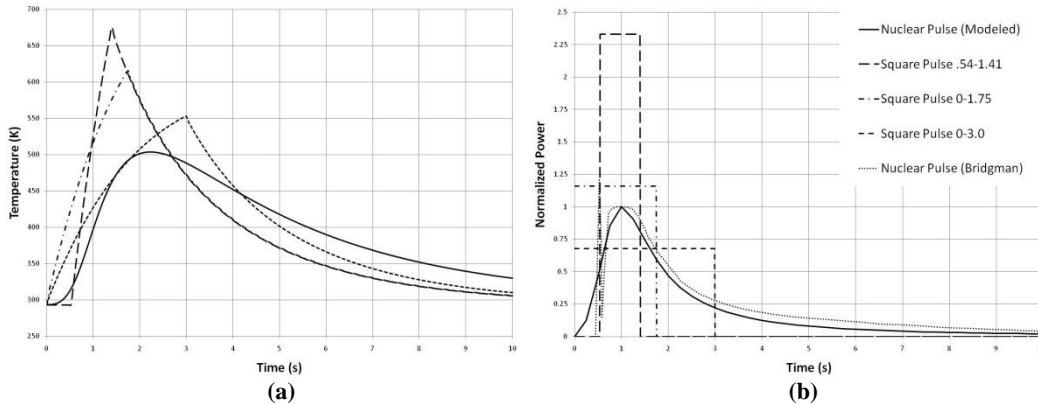 700
650
600
550
500
450
400
350
300
250
Temperature (K)
0 1 2 3 4 5 6 7 8 9 10
Time (s)
(a)
2.5
2.25
2
1.75
1.5
1.25
1
0.75
0.5
0.25
0
Normalized Power
0 1 2 3 4 5 6 7 8 9 10
Time (s)
Nuclear Pulse (Modeled)
Square Pulse .54-1.41
Square Pulse 0-1.75
Square Pulse 0-3.0
Nuclear Pulse (Bridgman)
(b)